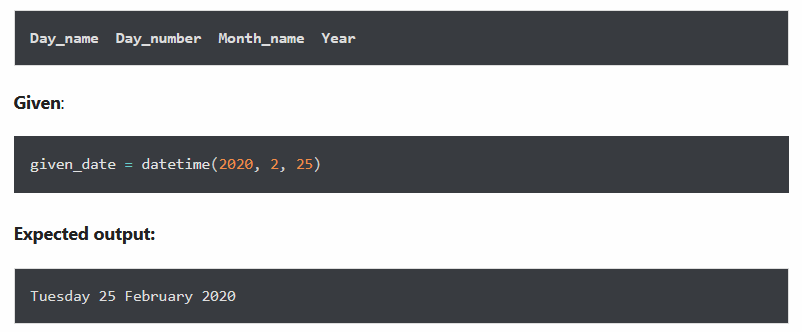 Day_name  Day_number  Month_name  Year
Given:
given_date = datetime(2020, 2, 25)
Expected output:
Tuesday 25 February 2020